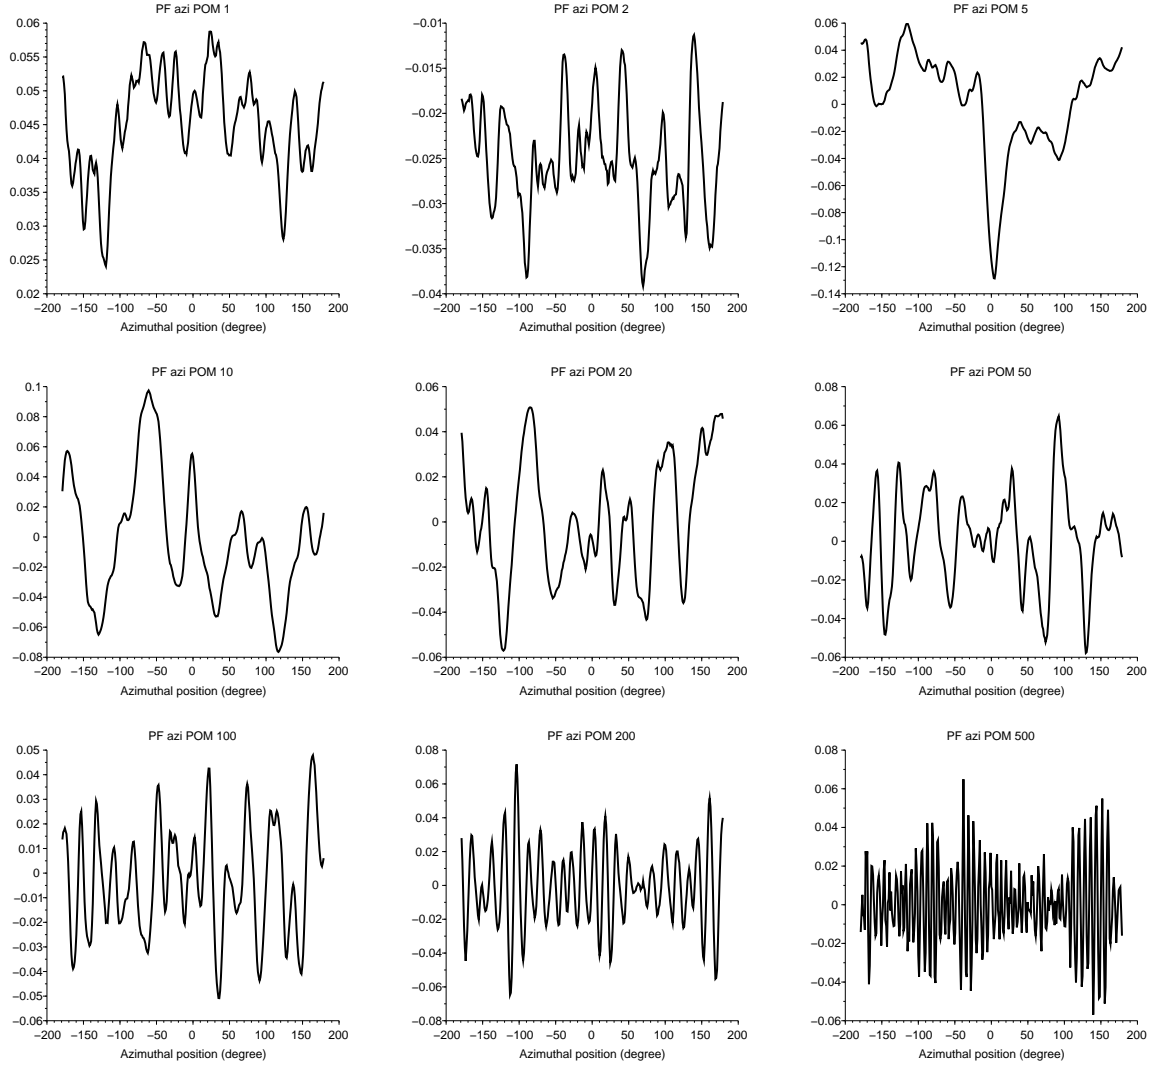 PF azi POM 1 PF azi POM 2 PF azi POM 5
0.06 −0.01 0.06
0.055 0.04
0.05 −0.015 0.02
0.045 −0.02 0
0.04 −0.025 −0.02
−0.04
0.035 −0.03 −0.06
0.03 −0.08
−0.035 −0.1
0.025 −0.12
0.02 −0.04 −0.14
−200 −150 −100 −50 0 50 100 150 200 −200 −150 −100 −50 0 50 100 150 200 −200 −150 −100 −50 0 50 100 150 200
Azimuthal position (degree) Azimuthal position (degree) Azimuthal position (degree)
PF azi POM 10 PF azi POM 20 PF azi POM 50
0.1 0.06 0.08
0.08 0.06
0.06 0.04
0.04 0.02 0.04
0.02 0.02
0 0 0
−0.02 −0.02
−0.04 −0.02
−0.06 −0.04 −0.04
−0.08 −0.06 −0.06
−200 −150 −100 −50 0 50 100 150 200 −200 −150 −100 −50 0 50 100 150 200 −200 −150 −100 −50 0 50 100 150 200
Azimuthal position (degree) Azimuthal position (degree) Azimuthal position (degree)
PF azi POM 100 PF azi POM 200 PF azi POM 500
0.05 0.08 0.08
0.04 0.06 0.06
0.03 0.04
0.02 0.04
0.01 0.02 0.02
0 0 0
−0.01 −0.02
−0.02 −0.02
−0.03 −0.04
−0.04 −0.04
−0.05 −0.06
−0.06 −0.08 −0.06
−200 −150 −100 −50 0 50 100 150 200 −200 −150 −100 −50 0 50 100 150 200 −200 −150 −100 −50 0 50 100 150 200
Azimuthal position (degree) Azimuthal position (degree) Azimuthal position (degree)